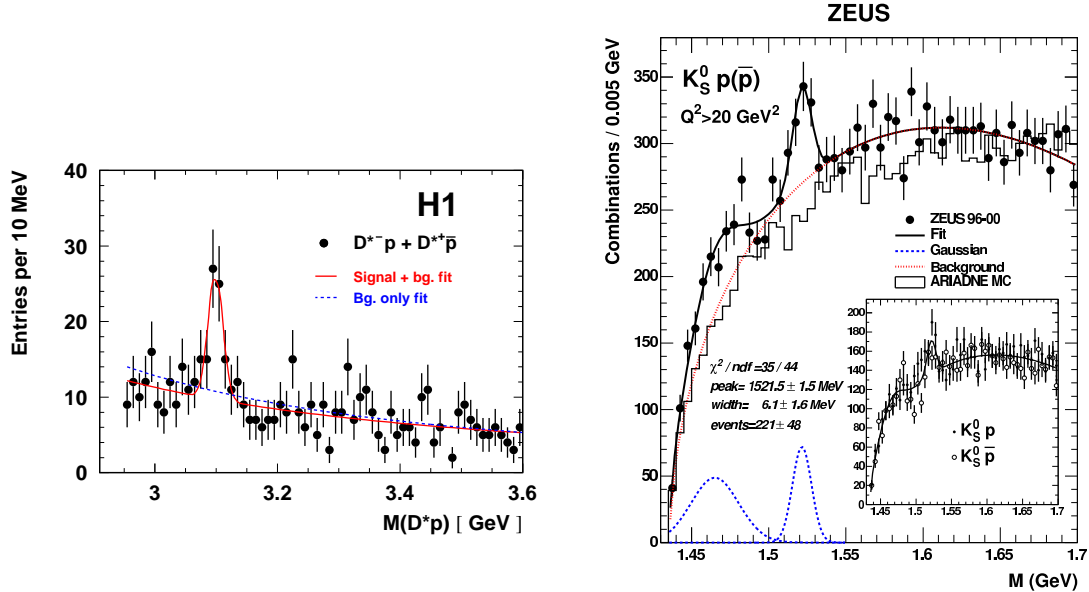 H1
D*⁻p + D*⁺p̅
Signal + bg. fit
Bg. only fit
Entries per 10 MeV
40
30
20
10
0
3 3.2 3.4 3.6
M(D*p) [ GeV ]
ZEUS
Combinations / 0.005 GeV
K⁰_S p(p̅)
Q²>20 GeV²
350
300
250
200
150
100
50
0
ZEUS 96-00
Fit
Gaussian
Background
ARIADNE MC
χ² / ndf =35 / 44
peak= 1521.5 ± 1.5 MeV
width= 6.1 ± 1.6 MeV
events=221 ± 48
200
180
160
140
120
100
80
60
40
20
0
K⁰_S p
K⁰_S p̅
1.45 1.5 1.55 1.6 1.65 1.7
1.45 1.5 1.55 1.6 1.65 1.7
M (GeV)